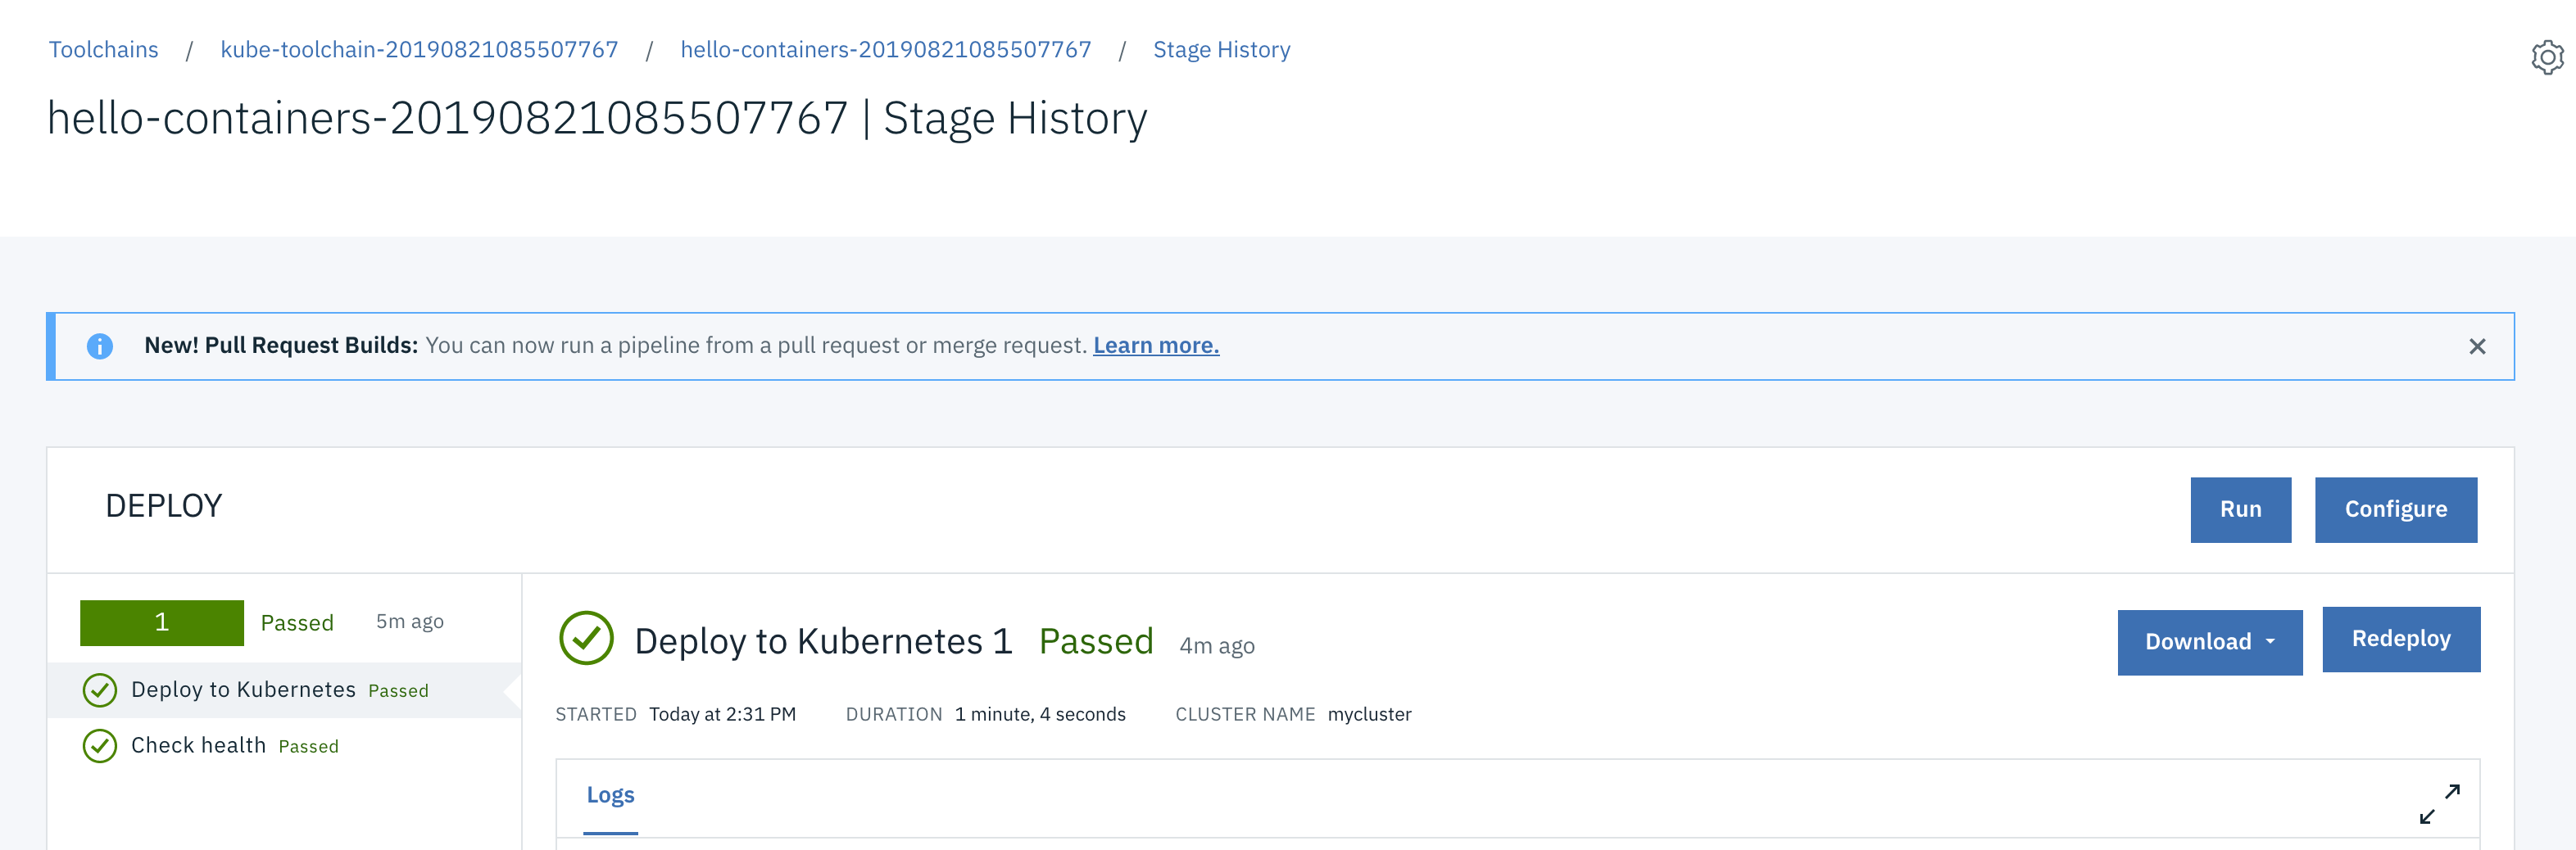 Toolchains / kube-toolchain-20190821085507767 / hello-containers-20190821085507767 / Stage History
hello-containers-20190821085507767 | Stage History
New! Pull Request Builds: You can now run a pipeline from a pull request or merge request. Learn more.
DEPLOY
Run
Configure
1 Passed 5m ago
Deploy to Kubernetes Passed
Check health Passed
Deploy to Kubernetes 1 Passed 4m ago
Download
Redeploy
STARTED Today at 2:31 PM DURATION 1 minute, 4 seconds CLUSTER NAME mycluster
Logs